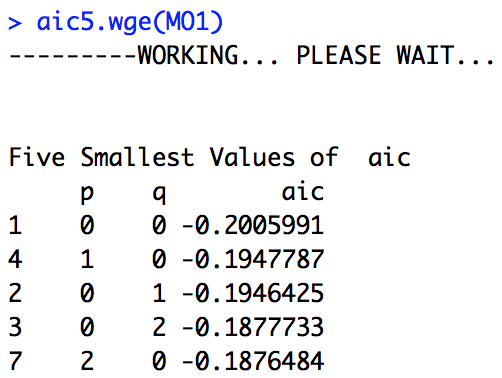 > aic5.wge(MO1)
---------WORKING... PLEASE WAIT...
Five Smallest Values of  aic
      p    q        aic
1    0    0 -0.2005991
4    1    0 -0.1947787
2    0    1 -0.1946425
3    0    2 -0.1877733
7    2    0 -0.1876484